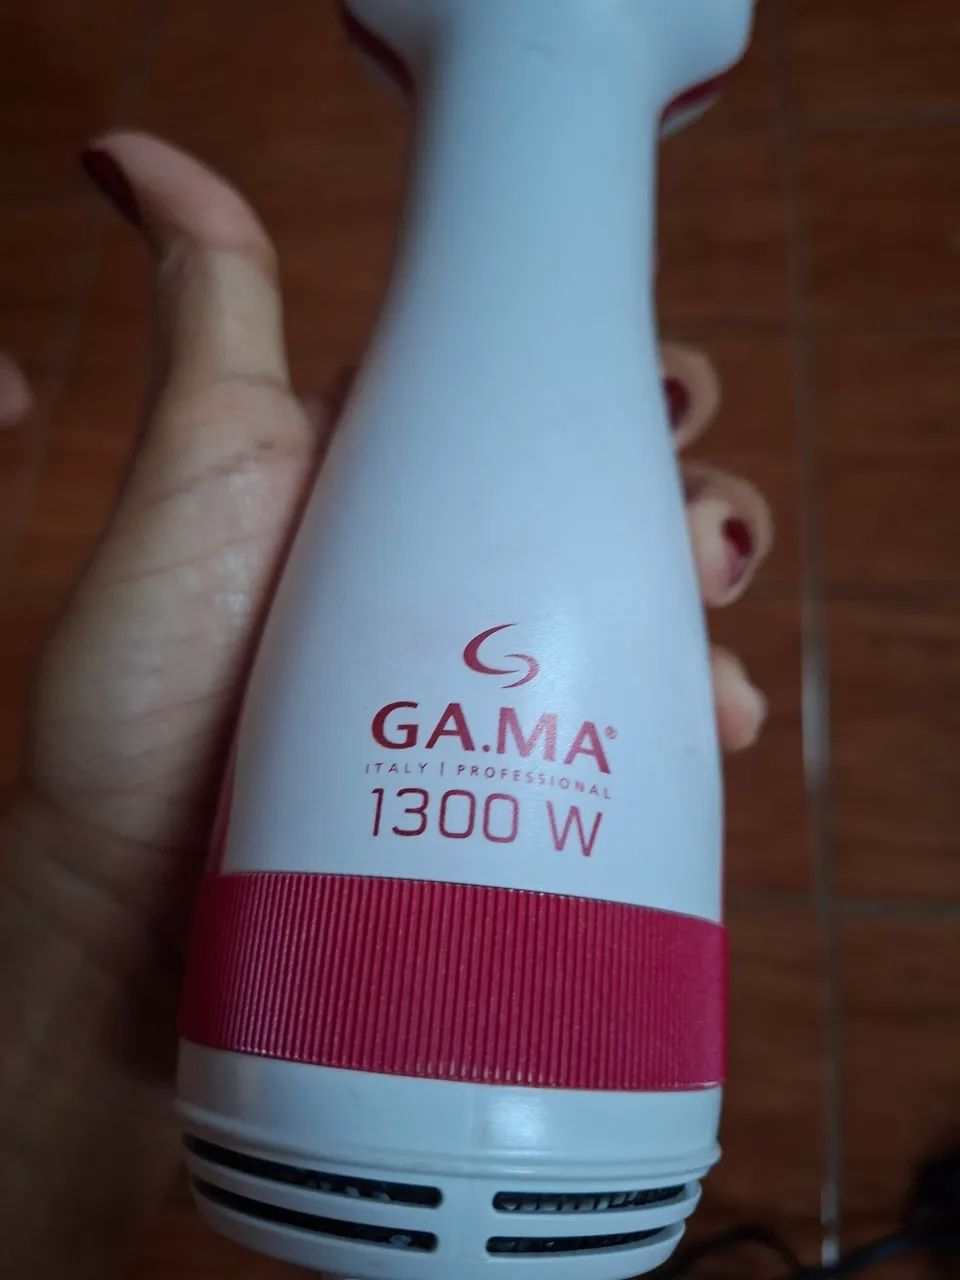 GA.MA®
ITALY | PROFESSIONAL
1300 W